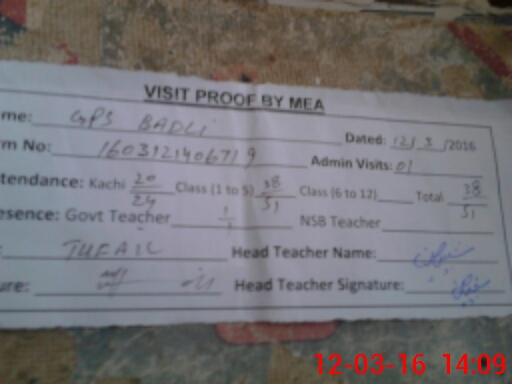 VISIT PROOF BY MEA
me: GPS BADLI Dated: 12/3/2016
m No: Admin Visits: 01
tendance: Kachi 20/24 Class (1 to 5) 38/51 Class (6 to 12) Total 38/51
esence: Govt Teacher 1/1 NSB Teacher
: TUFAIL Head Teacher Name:
ure: Head Teacher Signature:
12-03-16 14:09